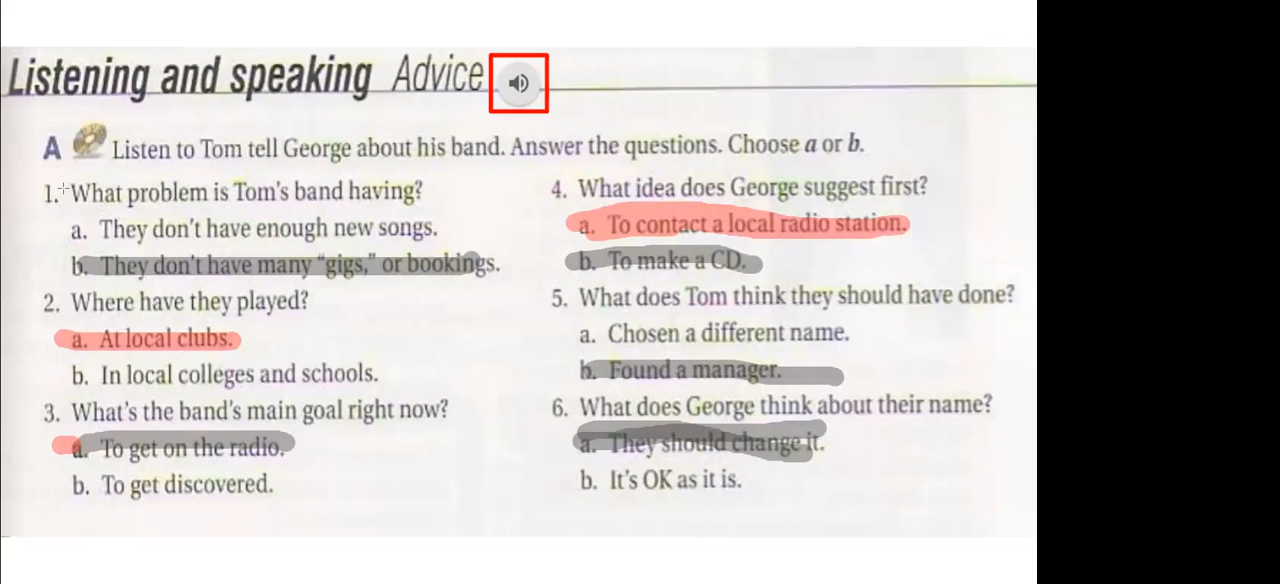 Listening and speaking Advice
A Listen to Tom tell George about his band. Answer the questions. Choose a or b.
1. What problem is Tom's band having?
a. They don't have enough new songs.
b. They don't have many "gigs," or bookings.
2. Where have they played?
a. At local clubs.
b. In local colleges and schools.
3. What's the band's main goal right now?
a. To get on the radio.
b. To get discovered.
4. What idea does George suggest first?
a. To contact a local radio station.
b. To make a CD.
5. What does Tom think they should have done?
a. Chosen a different name.
b. Found a manager.
6. What does George think about their name?
a. They should change it.
b. It's OK as it is.